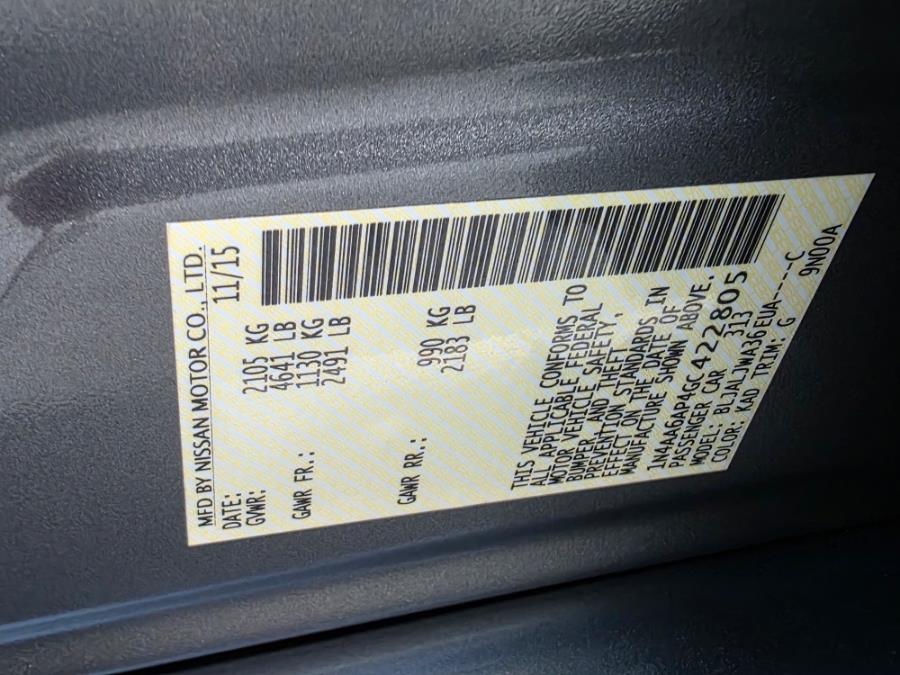 MFD BY NISSAN MOTOR CO., LTD.
DATE: 11/15
GVWR: 2105 KG
4641 LB
GAWR FR.: 1130 KG
2491 LB
GAWR RR.: 990 KG
2183 LB
THIS VEHICLE CONFORMS TO
ALL APPLICABLE FEDERAL
MOTOR VEHICLE SAFETY,
BUMPER, AND THEFT
PREVENTION STANDARDS IN
EFFECT ON THE DATE OF
MANUFACTURE SHOWN ABOVE.
1N4AA6AP4GC422805
PASSENGER CAR 313
MODEL: BLJALJWA36EUA-----C
COLOR: KAD TRIM: G 9N00A